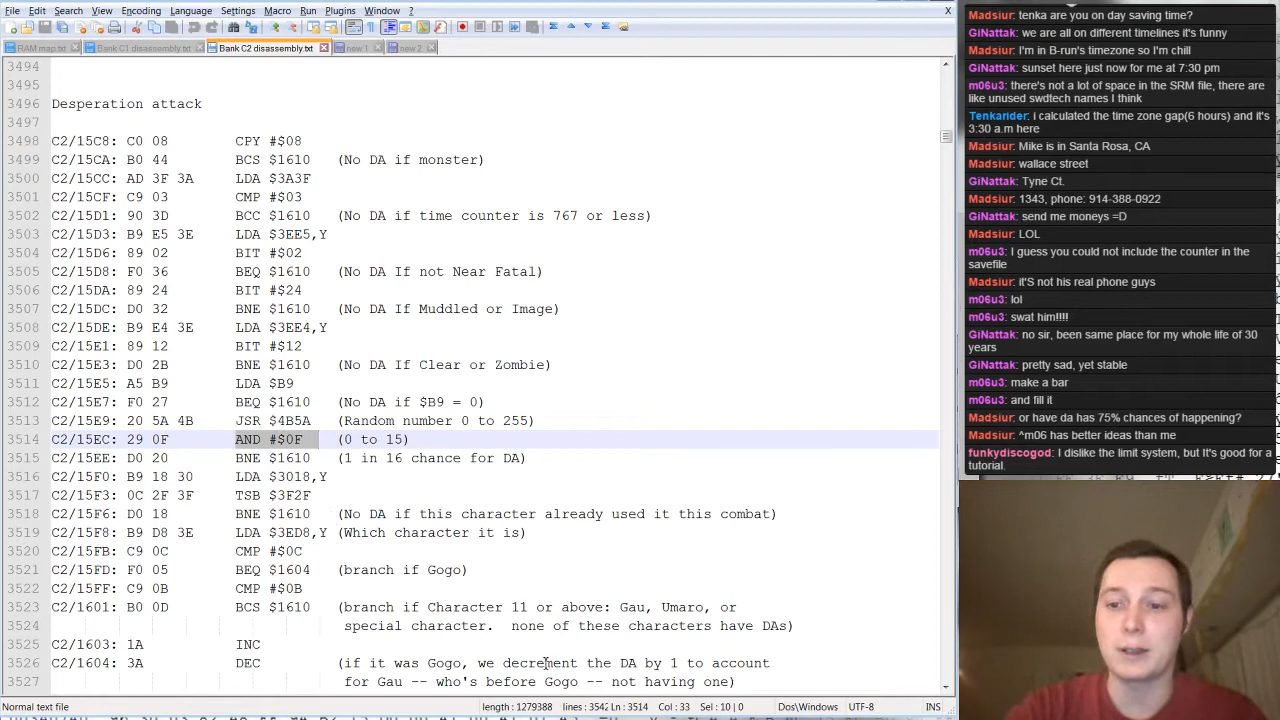 File Edit Search View Encoding Language Settings Macro Run Plugins Window ? X
RAM map.txt Bank C1 disassembly.txt Bank C2 disassembly.txt new 1 new 2
3494
3495
3496 Desperation attack
3497
3498 C2/15C8: C0 08 CPY #$08
3499 C2/15CA: B0 44 BCS $1610 (No DA if monster)
3500 C2/15CC: AD 3F 3A LDA $3A3F
3501 C2/15CF: C9 03 CMP #$03
3502 C2/15D1: 90 3D BCC $1610 (No DA if time counter is 767 or less)
3503 C2/15D3: B9 E5 3E LDA $3EE5,Y
3504 C2/15D6: 89 02 BIT #$02
3505 C2/15D8: F0 36 BEQ $1610 (No DA If not Near Fatal)
3506 C2/15DA: 89 24 BIT #$24
3507 C2/15DC: D0 32 BNE $1610 (No DA If Muddled or Image)
3508 C2/15DE: B9 E4 3E LDA $3EE4,Y
3509 C2/15E1: 89 12 BIT #$12
3510 C2/15E3: D0 2B BNE $1610 (No DA If Clear or Zombie)
3511 C2/15E5: A5 B9 LDA $B9
3512 C2/15E7: F0 27 BEQ $1610 (No DA if $B9 = 0)
3513 C2/15E9: 20 5A 4B JSR $4B5A (Random number 0 to 255)
3514 C2/15EC: 29 0F AND #$0F (0 to 15)
3515 C2/15EE: D0 20 BNE $1610 (1 in 16 chance for DA)
3516 C2/15F0: B9 18 30 LDA $3018,Y
3517 C2/15F3: 0C 2F 3F TSB $3F2F
3518 C2/15F6: D0 18 BNE $1610 (No DA if this character already used it this combat)
3519 C2/15F8: B9 D8 3E LDA $3ED8,Y (Which character it is)
3520 C2/15FB: C9 0C CMP #$0C
3521 C2/15FD: F0 05 BEQ $1604 (branch if Gogo)
3522 C2/15FF: C9 0B CMP #$0B
3523 C2/1601: B0 0D BCS $1610 (branch if Character 11 or above: Gau, Umaro, or
3524 special character. none of these characters have DAs)
3525 C2/1603: 1A INC
3526 C2/1604: 3A DEC (if it was Gogo, we decrement the DA by 1 to account
3527 for Gau -- who's before Gogo -- not having one)
Normal text file length : 1279388 lines : 3542 Ln : 3514 Col : 33 Sel : 10 | 0 Dos\Windows UTF-8 INS
Madsiur: tenka are you on day saving time?
GiNattak: we are all on different timelines it's funny
Madsiur: I'm in B-run's timezone so I'm chill
GiNattak: sunset here just now for me at 7:30 pm
m06u3: there's not a lot of space in the SRM file, there are
like unused swdtech names I think
Tenkarider: i calculated the time zone gap(6 hours) and it's
3:30 a.m here
Madsiur: Mike is in Santa Rosa, CA
Madsiur: wallace street
GiNattak: Tyne Ct.
Madsiur: 1343, phone: 914-388-0922
GiNattak: send me moneys =D
Madsiur: LOL
m06u3: I guess you could not include the counter in the
savefile
Madsiur: it'S not his real phone guys
m06u3: lol
m06u3: swat him!!!!
GiNattak: no sir, been same place for my whole life of 30
years
GiNattak: pretty sad, yet stable
m06u3: make a bar
m06u3: and fill it
Madsiur: or have da has 75% chances of happening?
Madsiur: ^m06 has better ideas than me
funkydiscogod: I dislike the limit system, but It's good for a
tutorial.